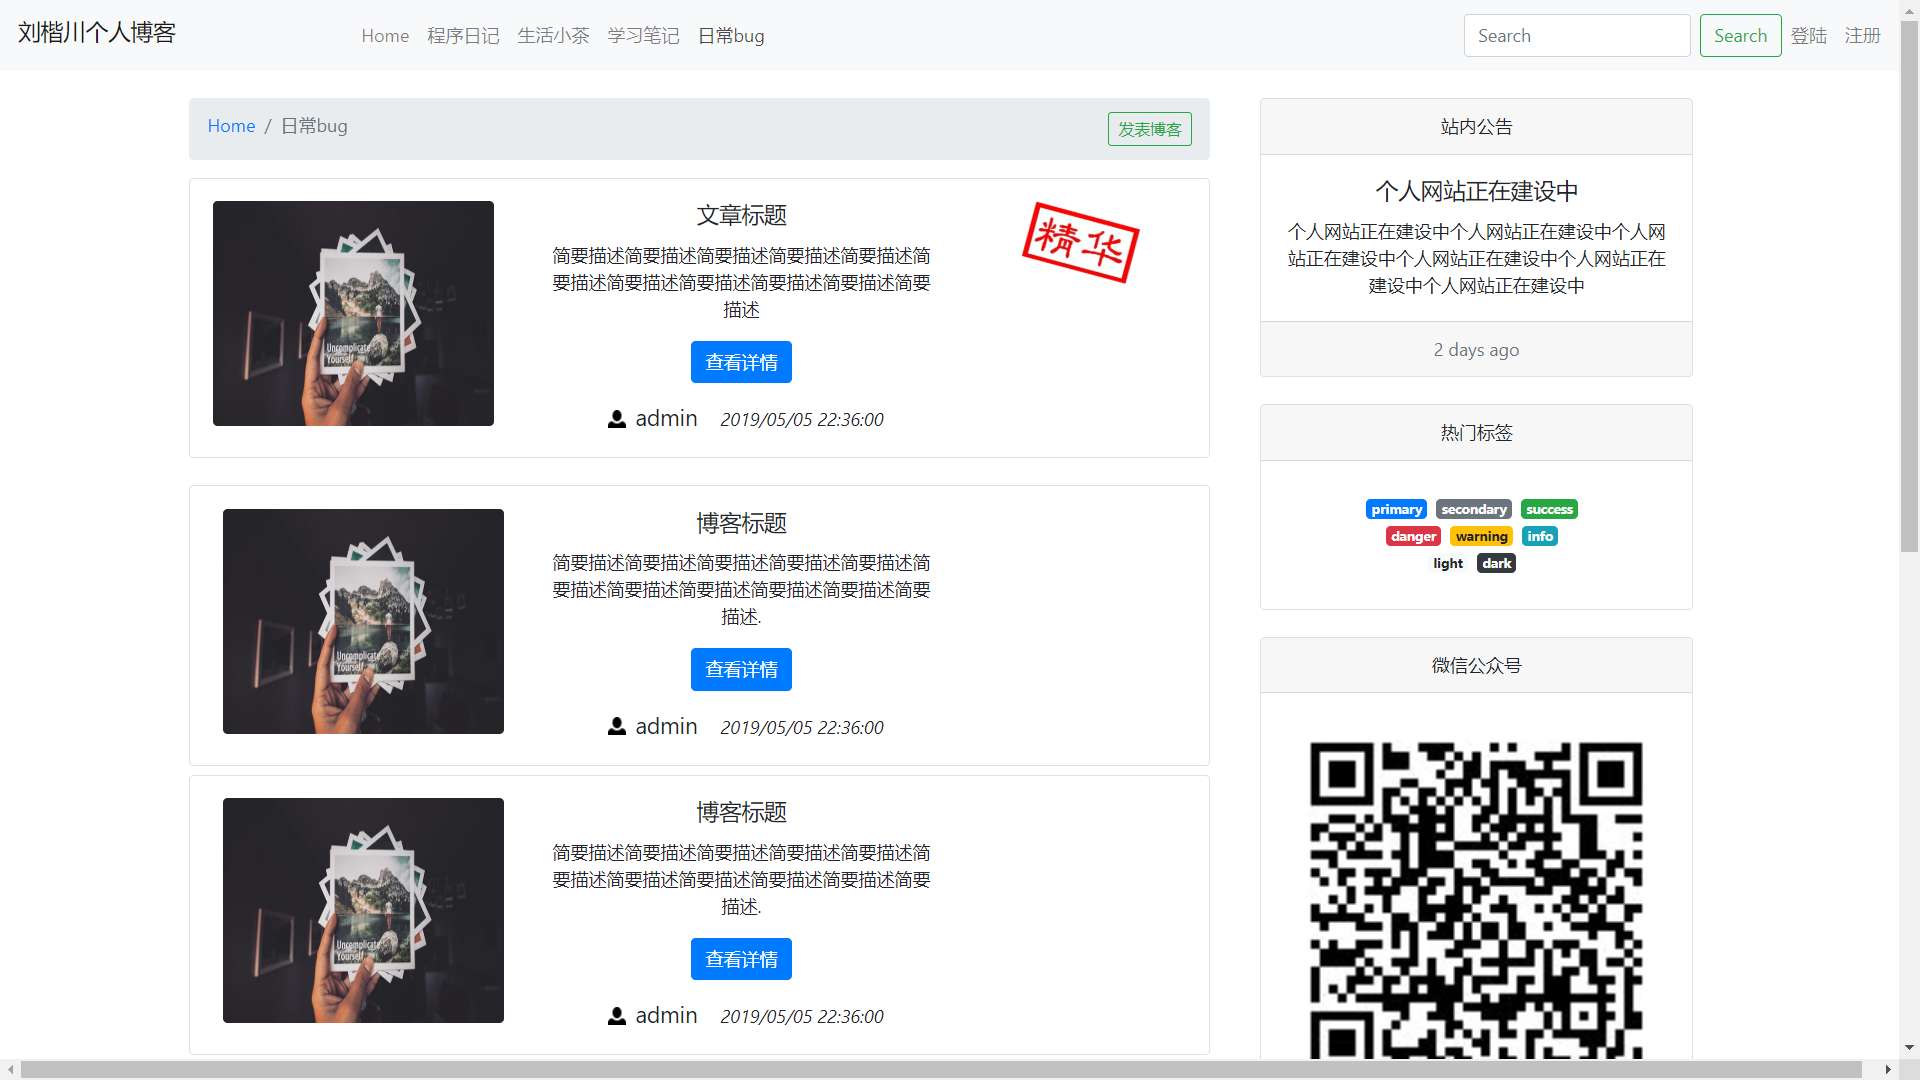 刘楷川个人博客
Home 程序日记 生活小茶 学习笔记 日常bug
Search Search 登陆 注册
Home / 日常bug
发表博客
文章标题
简要描述简要描述简要描述简要描述简要描述简
要描述简要描述简要描述简要描述简要描述简要
描述
查看详情
admin 2019/05/05 22:36:00
精华
Uncomplicate
Yourself
博客标题
简要描述简要描述简要描述简要描述简要描述简
要描述简要描述简要描述简要描述简要描述简要
描述.
查看详情
admin 2019/05/05 22:36:00
Uncomplicate
Yourself
博客标题
简要描述简要描述简要描述简要描述简要描述简
要描述简要描述简要描述简要描述简要描述简要
描述.
查看详情
admin 2019/05/05 22:36:00
Uncomplicate
Yourself
站内公告
个人网站正在建设中
个人网站正在建设中个人网站正在建设中个人网
站正在建设中个人网站正在建设中个人网站正在
建设中个人网站正在建设中
2 days ago
热门标签
primary secondary success
danger warning info
light dark
微信公众号